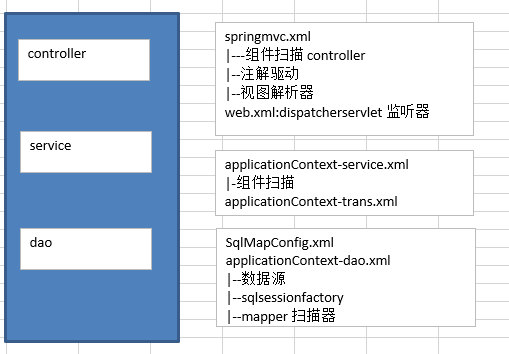 controller
springmvc.xml
|---组件扫描 controller
|--注解驱动
|--视图解析器
web.xml:dispatcherservlet 监听器
service
applicationContext-service.xml
|-组件扫描
applicationContext-trans.xml
dao
SqlMapConfig.xml
applicationContext-dao.xml
|--数据源
|--sqlsessionfactory
|--mapper 扫描器